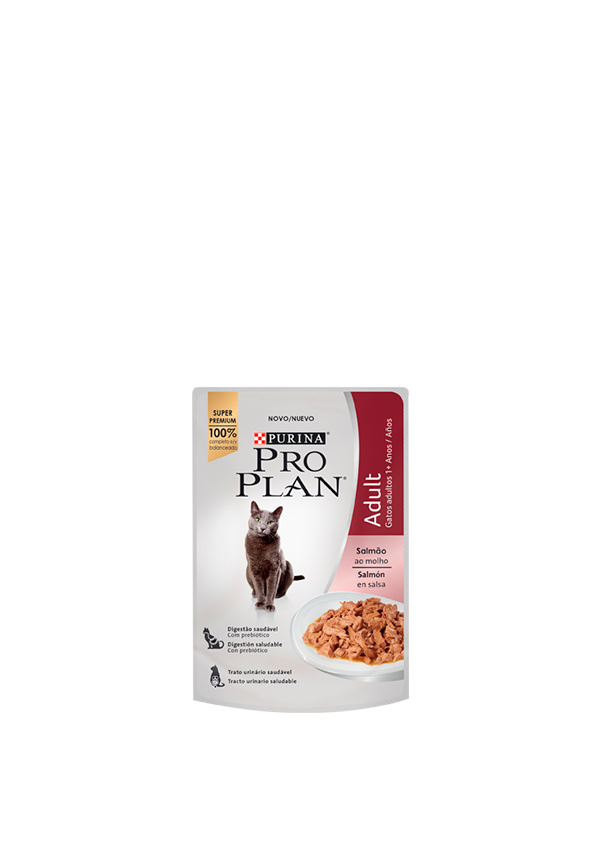 SUPER
PREMIUM
100%
completo e/y
balanceado
NOVO/NUEVO
PURINA®
PRO
PLAN®
Adult
Gatos adultos 1+ Anos / Años
Salmão
ao molho
Salmón
en salsa
Digestão saudável
Com prebiótico
Digestión saludable
Con prebiótico
Trato urinário saudável
Tracto urinario saludable